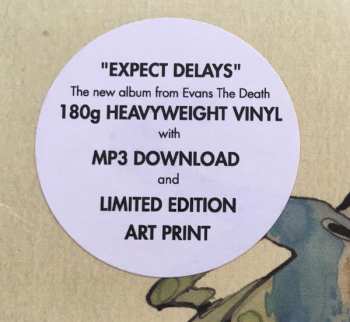 "EXPECT DELAYS"
The new album from Evans The Death
180g HEAVYWEIGHT VINYL
with
MP3 DOWNLOAD
and
LIMITED EDITION
ART PRINT